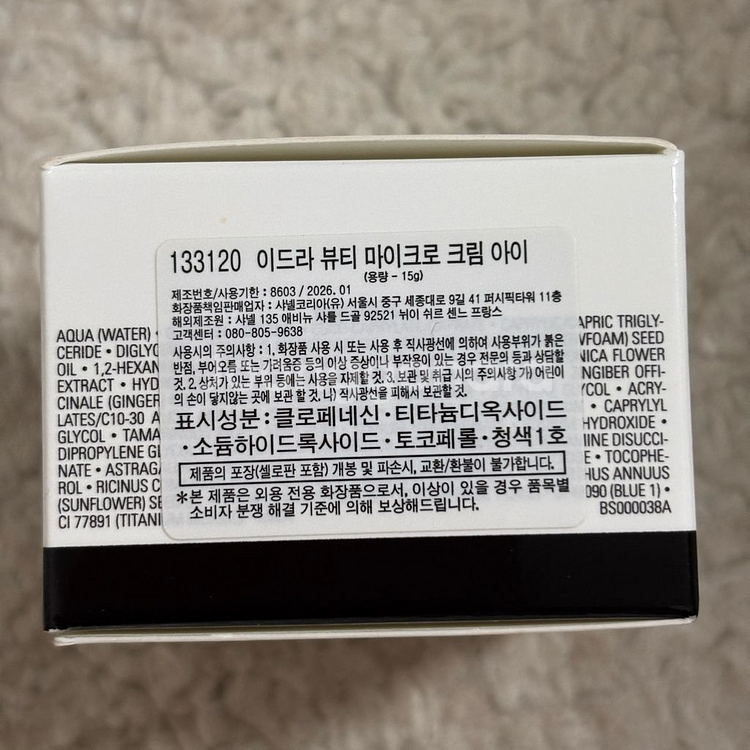 133120 이드라 뷰티 마이크로 크림 아이
(용량 - 15g)
제조번호/사용기한 : 8603 / 2026. 01
화장품책임판매업자 : 샤넬코리아(유) 서울시 중구 세종대로 9길 41 퍼시픽타워 11층
해외제조원 : 샤넬 135 애비뉴 샤를 드골 92521 뉘이 쉬르 센느 프랑스
고객센터 : 080-805-9638
사용시의 주의사항 : 1. 화장품 사용 시 또는 사용 후 직사광선에 의하여 사용부위가 붉은
반점, 부어오름 또는 가려움증 등의 이상 증상이나 부작용이 있는 경우 전문의 등과 상담할
것. 2. 상처가 있는 부위 등에는 사용을 자제할 것. 3. 보관 및 취급 시의 주의사항 가) 어린이
의 손이 닿지않는 곳에 보관 할 것. 나) 직사광선을 피해서 보관할 것.
표시성분 : 클로페네신 · 티타늄디옥사이드
· 소듐하이드록사이드 · 토코페롤 · 청색1호
제품의 포장(셀로판 포함) 개봉 및 파손시, 교환/환불이 불가합니다.
*본 제품은 외용 전용 화장품으로서, 이상이 있을 경우 품목별
소비자 분쟁 해결 기준에 의해 보상해드립니다.
AQUA (WATER) •
CERIDE • DIGLYC
OIL • 1,2-HEXAN
EXTRACT • HYD
CINALE (GINGER
LATES/C10-30 A
GLYCOL • TAMA
DIPROPYLENE GL
NATE • ASTRAG
ROL • RICINUS C
(SUNFLOWER) SE
CI 77891 (TITANI
APRIC TRIGLY-
WFOAM) SEED
NICA FLOWER
NGIBER OFFI-
YCOL • ACRY-
• CAPRYLYL
HYDROXIDE •
MINE DISUCCI-
• TOCOPHE-
HUS ANNUUS
090 (BLUE 1) •
BS000038A